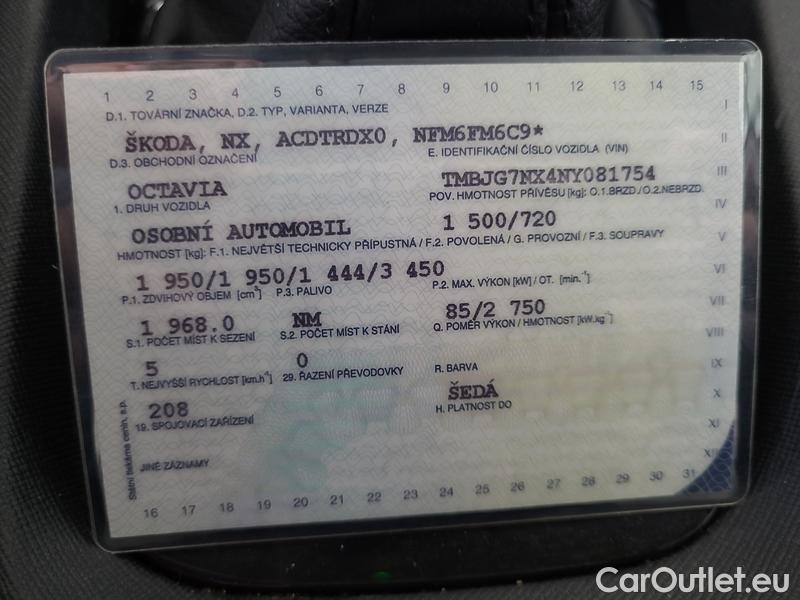 1 2 3 4 5 6 7 8 9 10 11 12 13 14 15
D.1. TOVÁRNÍ ZNAČKA, D.2. TYP, VARIANTA, VERZE
I
ŠKODA, NX, ACDTRDX0, NFM6FM6C9*
II
D.3. OBCHODNÍ OZNAČENÍ
E. IDENTIFIKAČNÍ ČÍSLO VOZIDLA (VIN)
OCTAVIA
TMBJG7NX4NY081754
III
1. DRUH VOZIDLA
POV. HMOTNOST PŘÍVĚSU [kg]: O.1.BRZD./O.2.NEBRZD.
OSOBNÍ AUTOMOBIL
1 500/720
IV
HMOTNOST [kg]: F.1. NEJVĚTŠÍ TECHNICKY PŘÍPUSTNÁ / F.2. POVOLENÁ / G. PROVOZNÍ / F.3. SOUPRAVY
V
1 950/1 950/1 444/3 450
VI
P.1. ZDVIHOVÝ OBJEM [cm³]
P.3. PALIVO
P.2. MAX. VÝKON [kW] / OT. [min.⁻¹]
1 968.0
NM
85/2 750
VII
S.1. POČET MÍST K SEZENÍ
S.2. POČET MÍST K STÁNÍ
Q. POMĚR VÝKON / HMOTNOST [kW.kg⁻¹]
5
0
VIII
T. NEJVYŠŠÍ RYCHLOST [km.h⁻¹]
29. ŘAZENÍ PŘEVODOVKY
R. BARVA
IX
208
ŠEDÁ
X
19. SPOJOVACÍ ZAŘÍZENÍ
H. PLATNOST DO
XI
JINÉ ZÁZNAMY
Státní tiskárna cenin, s.p.
16 17 18 19 20 21 22 23 24 25 26 27 28 29 30 31
CarOutlet.eu